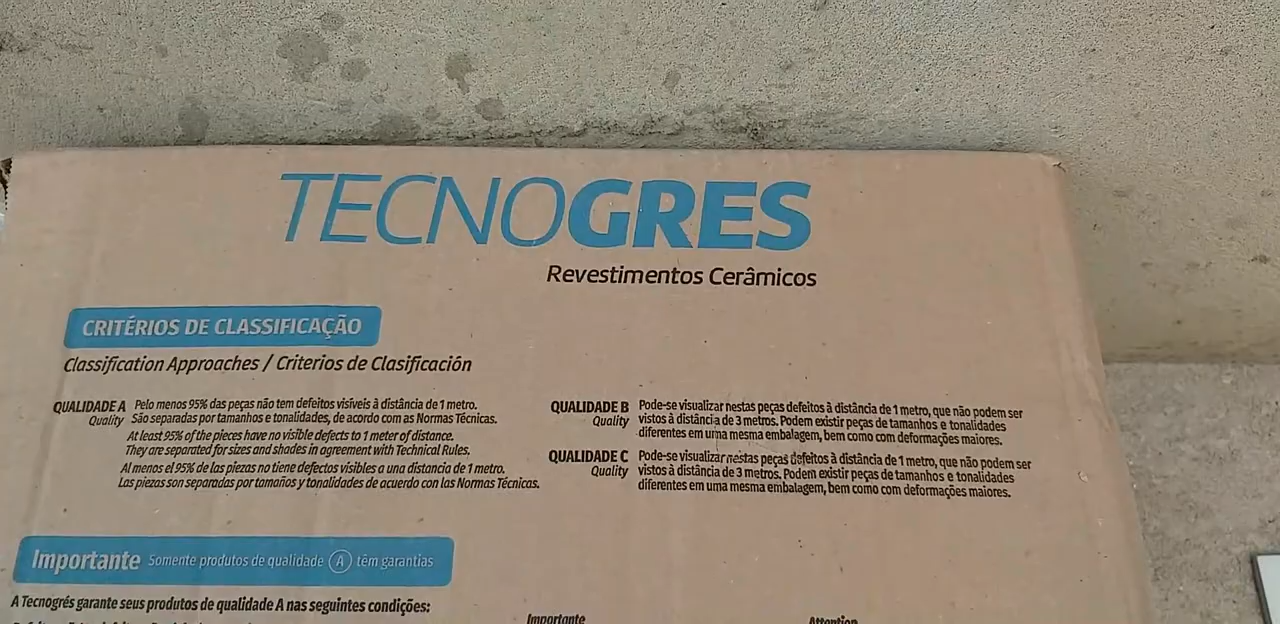 TECNOGRES
Revestimentos Cerâmicos
CRITÉRIOS DE CLASSIFICAÇÃO
Classification Approaches / Criterios de Clasificación
QUALIDADE A Pelo menos 95% das peças não tem defeitos visíveis à distância de 1 metro.
Quality São separadas por tamanhos e tonalidades, de acordo com as Normas Técnicas.
At least 95% of the pieces have no visible defects to 1 meter of distance.
They are separated for sizes and shades in agreement with Technical Rules.
Al menos el 95% de las piezas no tiene defectos visibles a una distancia de 1 metro.
Las piezas son separadas por tamaños y tonalidades de acuerdo con las Normas Técnicas.
QUALIDADE B Pode-se visualizar nestas peças defeitos à distância de 1 metro, que não podem ser
Quality vistos à distância de 3 metros. Podem existir peças de tamanhos e tonalidades
diferentes em uma mesma embalagem, bem como com deformações maiores.
QUALIDADE C Pode-se visualizar nestas peças defeitos à distância de 1 metro, que não podem ser
Quality vistos à distância de 3 metros. Podem existir peças de tamanhos e tonalidades
diferentes em uma mesma embalagem, bem como com deformações maiores.
Importante Somente produtos de qualidade A têm garantias
A Tecnogrés garante seus produtos de qualidade A nas seguintes condições:
Importante
Attention